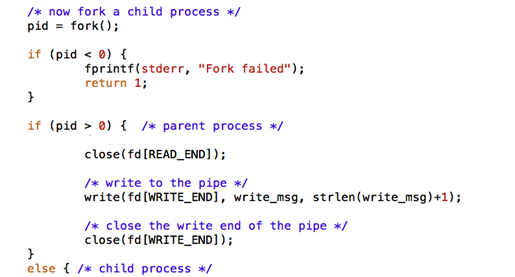 /* now fork a child process */
pid = fork();
if (pid < 0) {
fprintf(stderr, "Fork failed");
return 1;
}
if (pid > 0) { /* parent process */
close(fd[READ_END]);
/* write to the pipe */
write(fd[WRITE_END], write_msg, strlen(write_msg)+1);
/* close the write end of the pipe */
close(fd[WRITE_END]);
}
else { /* child process */